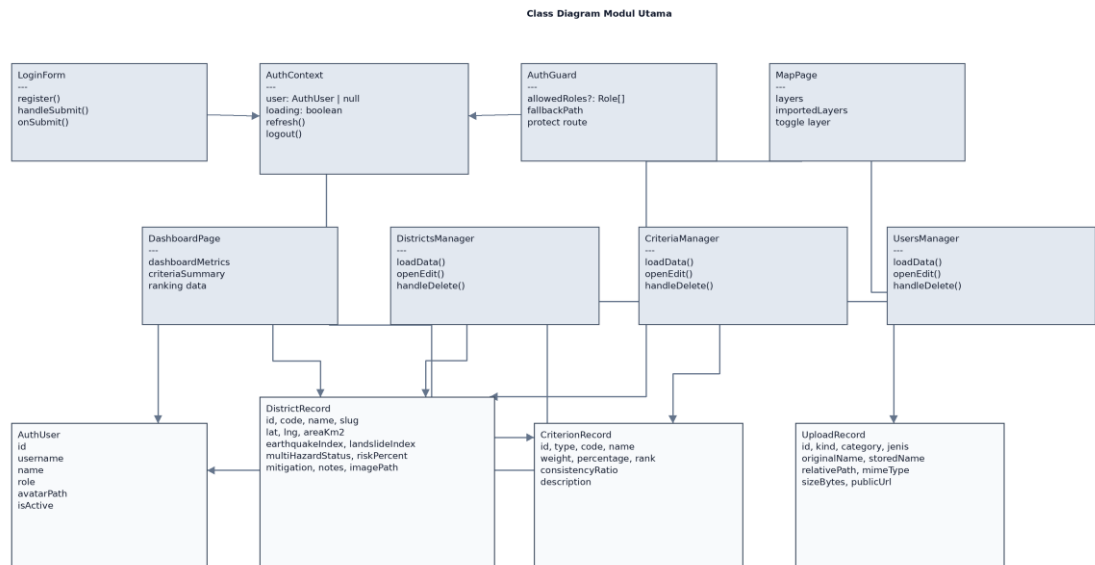 Class Diagram Modul Utama
LoginForm
---
register()
handleSubmit()
onSubmit()
AuthContext
---
user: AuthUser | null
loading: boolean
refresh()
logout()
AuthGuard
---
allowedRoles?: Role[]
fallbackPath
protect route
MapPage
---
layers
importedLayers
toggle layer
DashboardPage
---
dashboardMetrics
criteriaSummary
ranking data
DistrictsManager
---
loadData()
openEdit()
handleDelete()
CriteriaManager
---
loadData()
openEdit()
handleDelete()
UsersManager
---
loadData()
openEdit()
handleDelete()
AuthUser
id
username
name
role
avatarPath
isActive
DistrictRecord
id, code, name, slug
lat, lng, areaKm2
earthquakeIndex, landslideIndex
multiHazardStatus, riskPercent
mitigation, notes, imagePath
CriterionRecord
id, type, code, name
weight, percentage, rank
consistencyRatio
description
UploadRecord
id, kind, category, jenis
originalName, storedName
relativePath, mimeType
sizeBytes, publicUrl